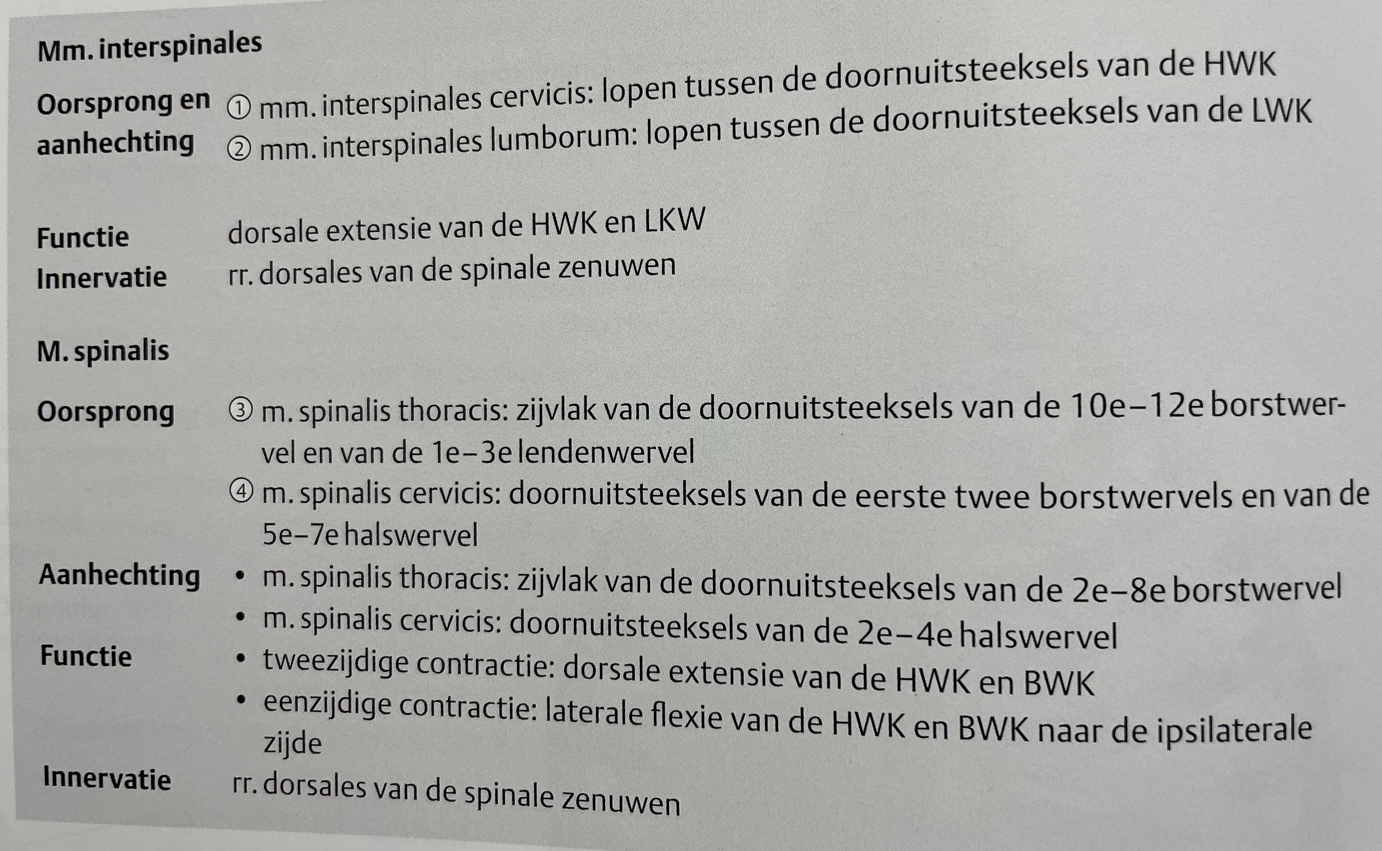 Mm. interspinales
Oorsprong en ① mm. interspinales cervicis: lopen tussen de doornuitsteeksels van de HWK
aanhechting ② mm. interspinales lumborum: lopen tussen de doornuitsteeksels van de LWK
Functie dorsale extensie van de HWK en LKW
Innervatie rr. dorsales van de spinale zenuwen
M. spinalis
Oorsprong ③ m. spinalis thoracis: zijvlak van de doornuitsteeksels van de 10e–12e borstwer-
vel en van de 1e–3e lendenwervel
④ m. spinalis cervicis: doornuitsteeksels van de eerste twee borstwervels en van de
5e–7e halswervel
Aanhechting • m. spinalis thoracis: zijvlak van de doornuitsteeksels van de 2e–8e borstwervel
• m. spinalis cervicis: doornuitsteeksels van de 2e–4e halswervel
Functie • tweezijdige contractie: dorsale extensie van de HWK en BWK
• eenzijdige contractie: laterale flexie van de HWK en BWK naar de ipsilaterale
zijde
Innervatie rr. dorsales van de spinale zenuwen